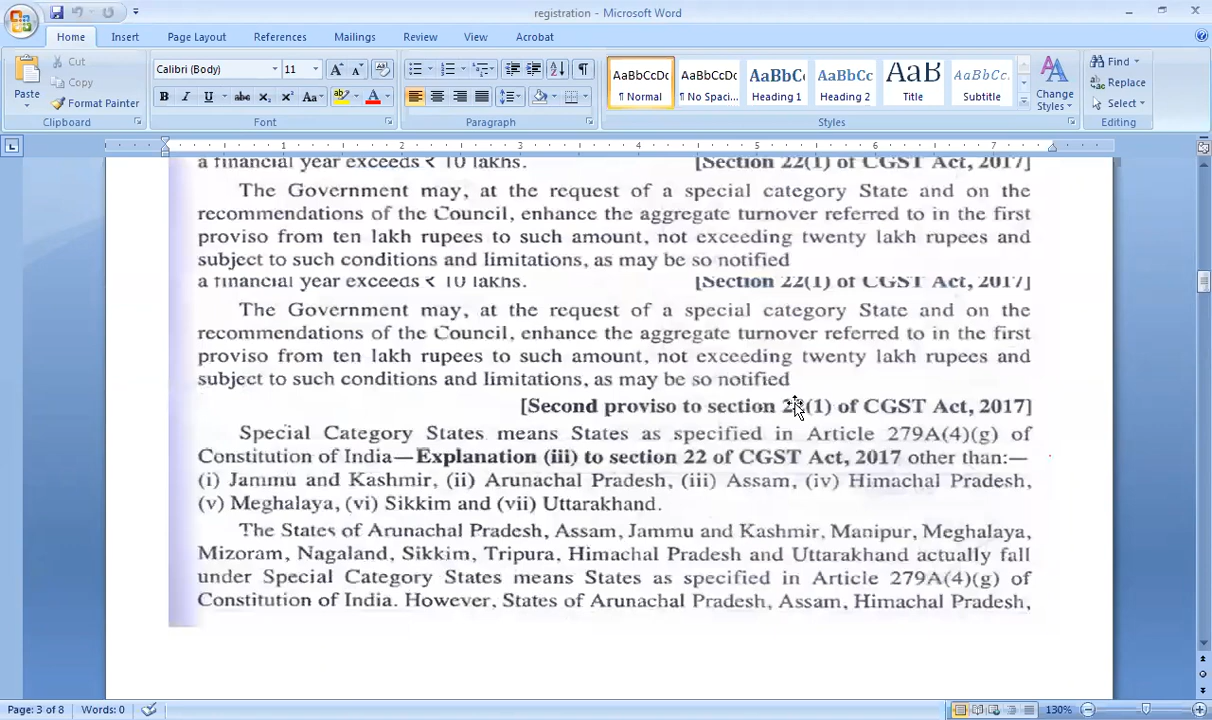 registration - Microsoft Word
Home Insert Page Layout References Mailings Review View Developer Acrobat
Cut
Copy
Format Painter
Paste
Clipboard
Calibri (Body) 11
Font
Paragraph
AaBbCcDc AaBbCcDc AaBbC AaBbCc AaB AaBbCc.
¶ Normal ¶ No Spaci... Heading 1 Heading 2 Title Subtitle
Change Styles
Styles
Find
Replace
Select
Editing
1 2 3 4 5 6 7
a financial year exceeds ₹ 10 lakhs. [Section 22(1) of CGST Act, 2017]
The Government may, at the request of a special category State and on the
recommendations of the Council, enhance the aggregate turnover referred to in the first
proviso from ten lakh rupees to such amount, not exceeding twenty lakh rupees and
subject to such conditions and limitations, as may be so notified
a financial year exceeds ₹ 10 lakhs. [Section 22(1) of CGST Act, 2017]
The Government may, at the request of a special category State and on the
recommendations of the Council, enhance the aggregate turnover referred to in the first
proviso from ten lakh rupees to such amount, not exceeding twenty lakh rupees and
subject to such conditions and limitations, as may be so notified
[Second proviso to section 22(1) of CGST Act, 2017]
Special Category States means States as specified in Article 279A(4)(g) of
Constitution of India—Explanation (iii) to section 22 of CGST Act, 2017 other than:—
(i) Jammu and Kashmir, (ii) Arunachal Pradesh, (iii) Assam, (iv) Himachal Pradesh,
(v) Meghalaya, (vi) Sikkim and (vii) Uttarakhand.
The States of Arunachal Pradesh, Assam, Jammu and Kashmir, Manipur, Meghalaya,
Mizoram, Nagaland, Sikkim, Tripura, Himachal Pradesh and Uttarakhand actually fall
under Special Category States means States as specified in Article 279A(4)(g) of
Constitution of India. However, States of Arunachal Pradesh, Assam, Himachal Pradesh,
Page: 3 of 8 Words: 0 130%